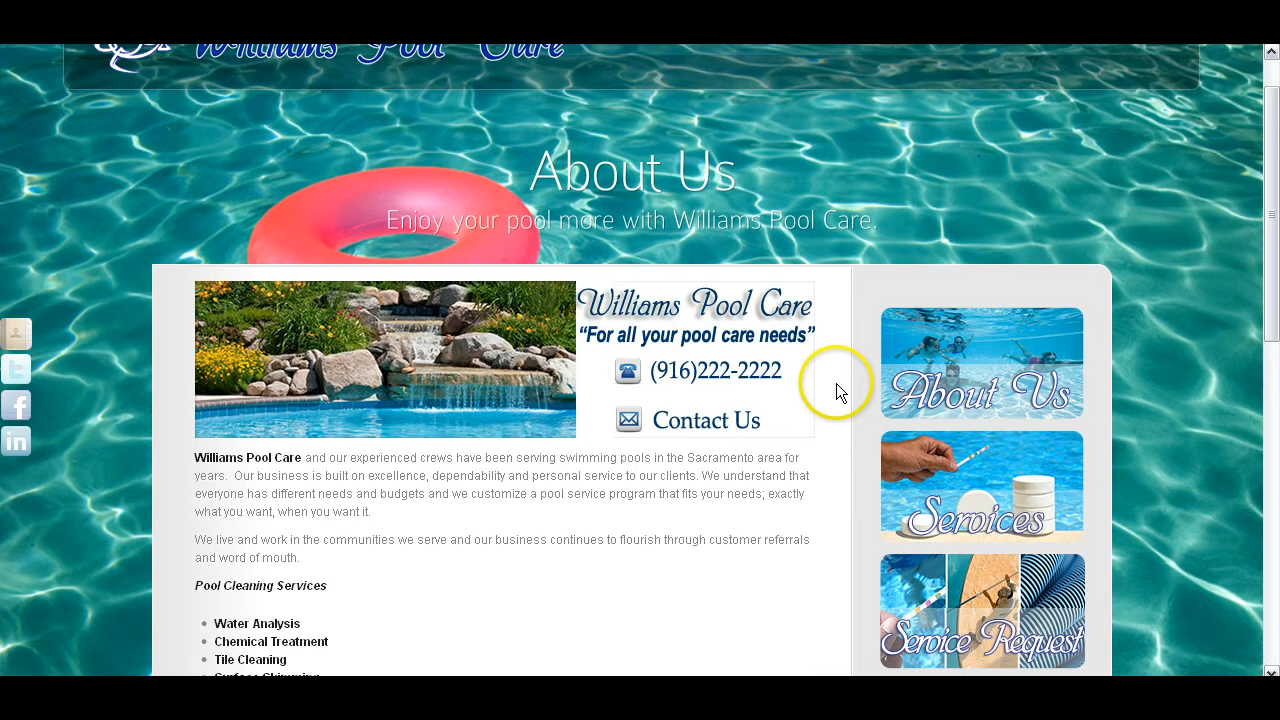 Williams Pool Care
About Us
Enjoy your pool more with Williams Pool Care.
Williams Pool Care
“For all your pool care needs”
(916)222-2222
Contact Us
Williams Pool Care and our experienced crews have been serving swimming pools in the Sacramento area for
years. Our business is built on excellence, dependability and personal service to our clients. We understand that
everyone has different needs and budgets and we customize a pool service program that fits your needs; exactly
what you want, when you want it.
We live and work in the communities we serve and our business continues to flourish through customer referrals
and word of mouth.
Pool Cleaning Services
Water Analysis
Chemical Treatment
Tile Cleaning
Surface Skimming
About Us
Services
Service Request